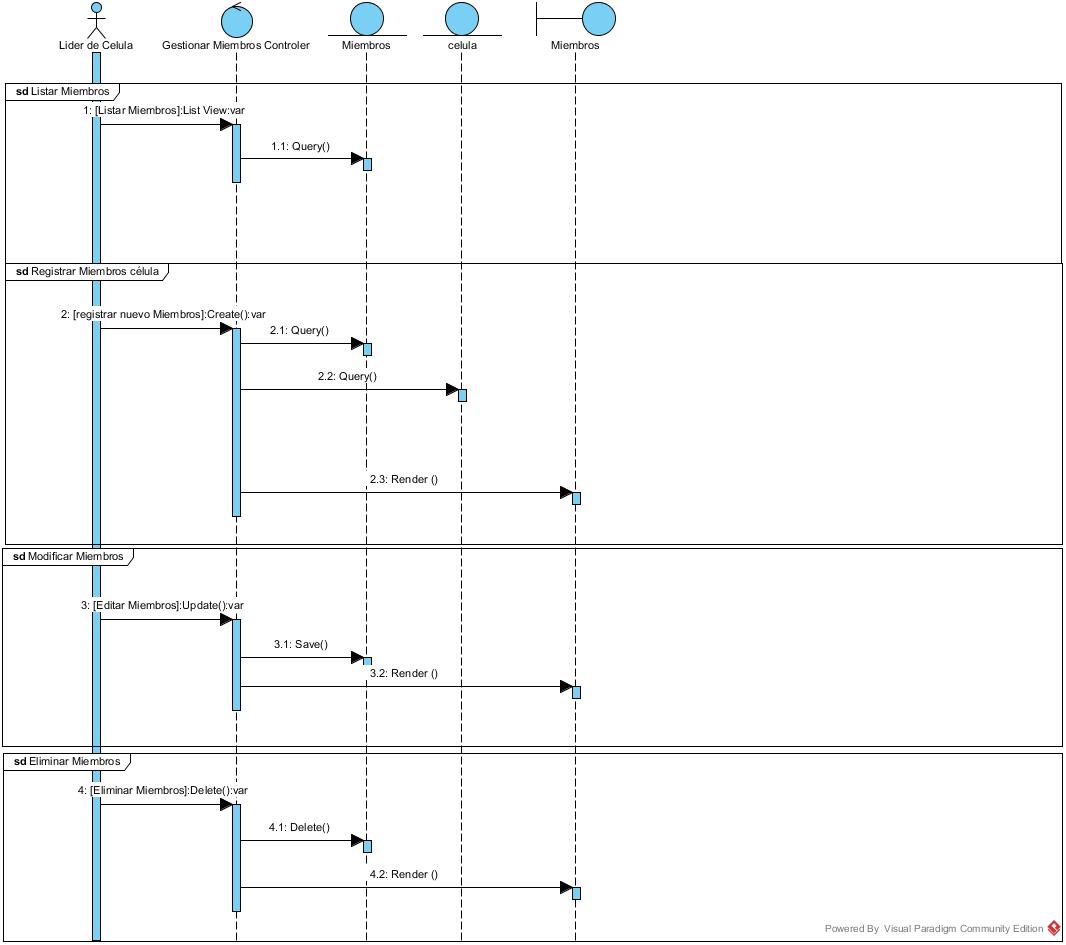 Lider de Celula
Gestionar Miembros Controler
Miembros
celula
Miembros
sd Listar Miembros
1: [Listar Miembros]:List View:var
1.1: Query()
sd Registrar Miembros célula
2: [registrar nuevo Miembros]:Create():var
2.1: Query()
2.2: Query()
2.3: Render ()
sd Modificar Miembros
3: [Editar Miembros]:Update():var
3.1: Save()
3.2: Render ()
sd Eliminar Miembros
4: [Eliminar Miembros]:Delete():var
4.1: Delete()
4.2: Render ()
Powered By Visual Paradigm Community Edition